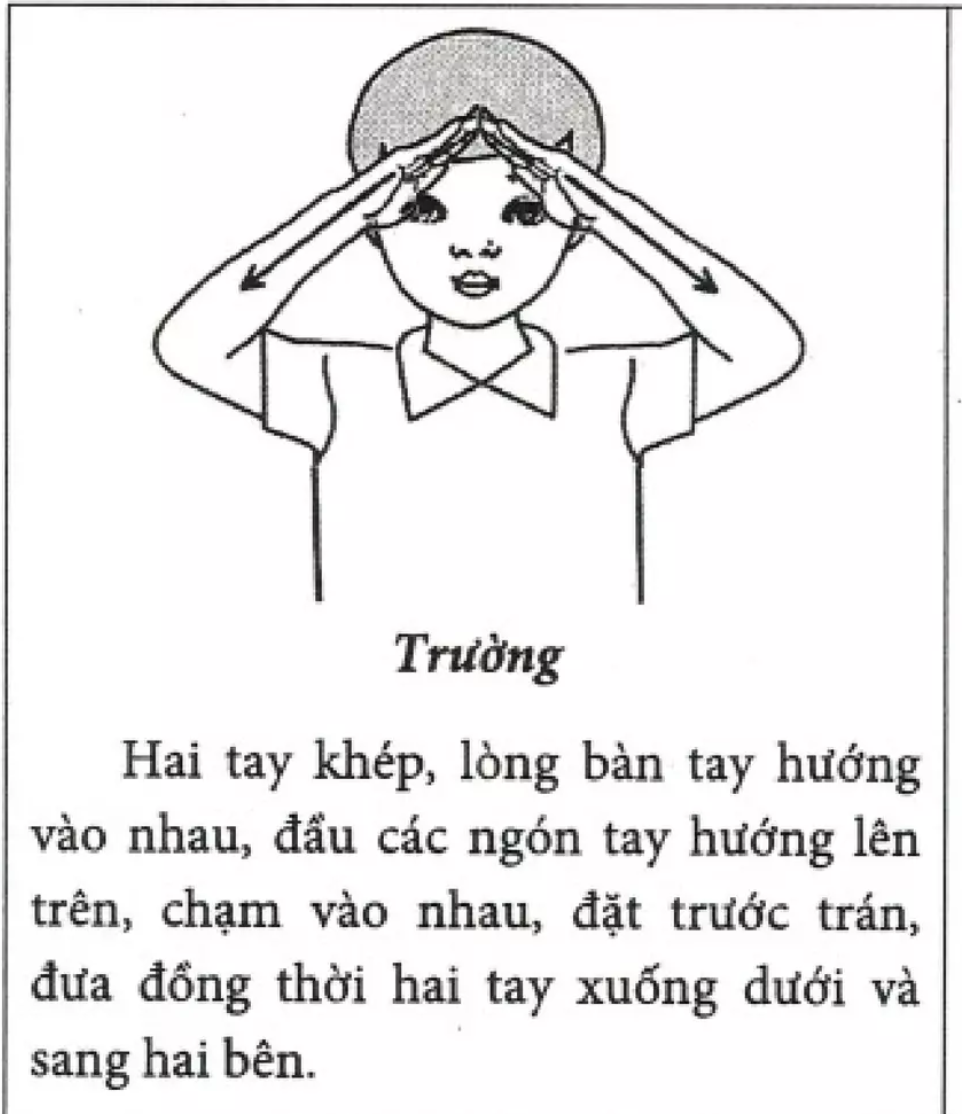 Trường
Hai tay khép, lòng bàn tay hướng
vào nhau, đầu các ngón tay hướng lên
trên, chạm vào nhau, đặt trước trán,
đưa đồng thời hai tay xuống dưới và
sang hai bên.